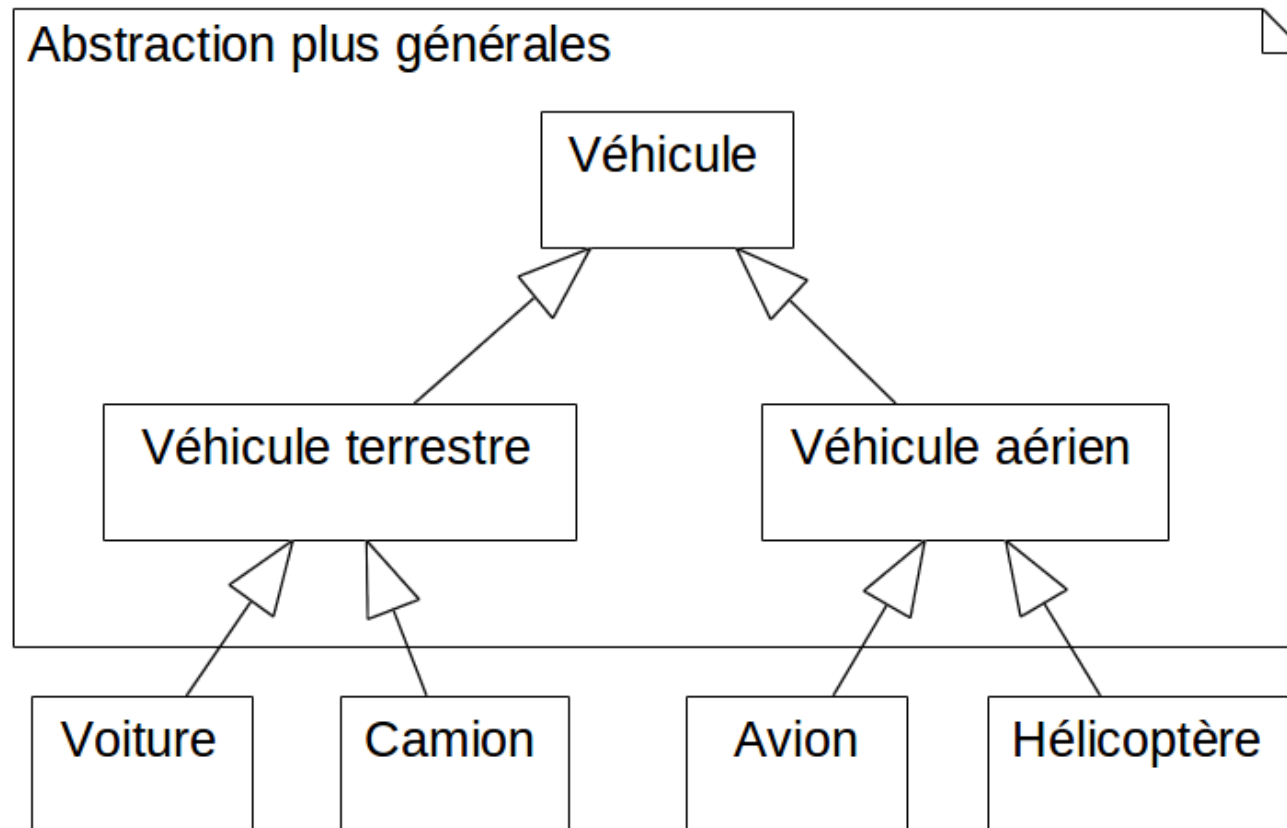 Abstraction plus générales
Véhicule
Véhicule terrestre
Véhicule aérien
Voiture
Camion
Avion
Hélicoptère